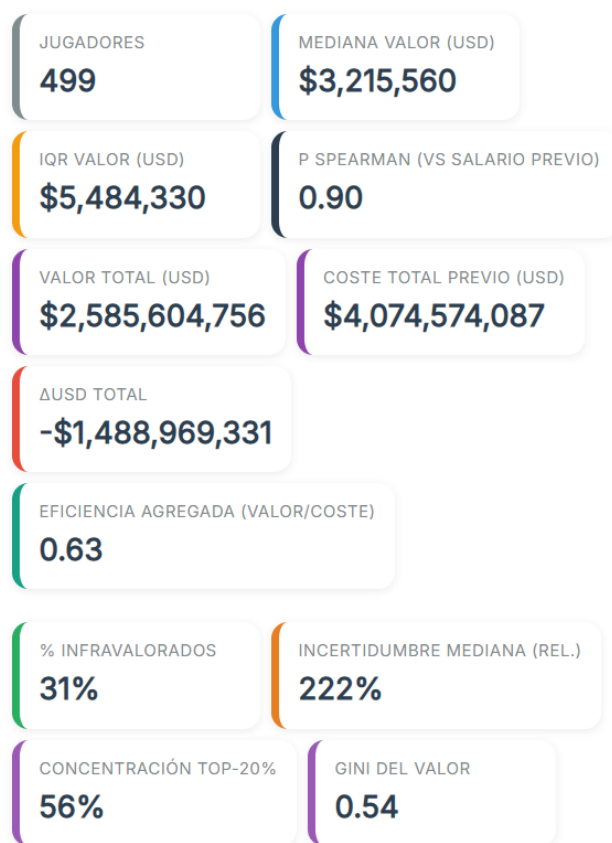 JUGADORES
499
MEDIANA VALOR (USD)
$3,215,560
IQR VALOR (USD)
$5,484,330
P SPEARMAN (VS SALARIO PREVIO)
0.90
VALOR TOTAL (USD)
$2,585,604,756
COSTE TOTAL PREVIO (USD)
$4,074,574,087
ΔUSD TOTAL
-$1,488,969,331
EFICIENCIA AGREGADA (VALOR/COSTE)
0.63
% INFRAVALORADOS
31%
INCERTIDUMBRE MEDIANA (REL.)
222%
CONCENTRACIÓN TOP-20%
56%
GINI DEL VALOR
0.54